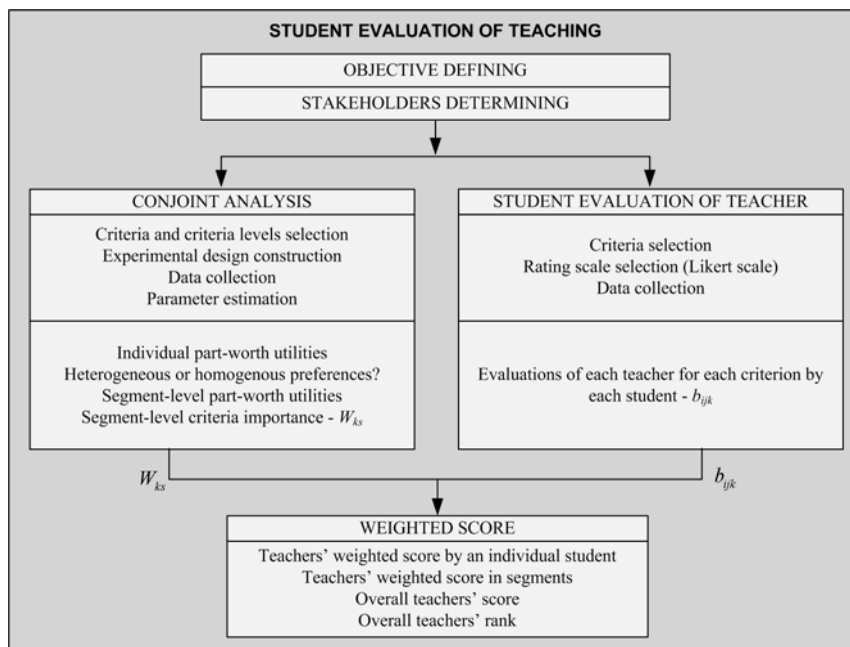 STUDENT EVALUATION OF TEACHING
OBJECTIVE DEFINING
STAKEHOLDERS DETERMINING
CONJOINT ANALYSIS
Criteria and criteria levels selection
Experimental design construction
Data collection
Parameter estimation
Individual part-worth utilities
Heterogeneous or homogenous preferences?
Segment-level part-worth utilities
Segment-level criteria importance - W_ks
STUDENT EVALUATION OF TEACHER
Criteria selection
Rating scale selection (Likert scale)
Data collection
Evaluations of each teacher for each criterion by
each student - b_ijk
W_ks
b_ijk
WEIGHTED SCORE
Teachers’ weighted score by an individual student
Teachers’ weighted score in segments
Overall teachers’ score
Overall teachers’ rank